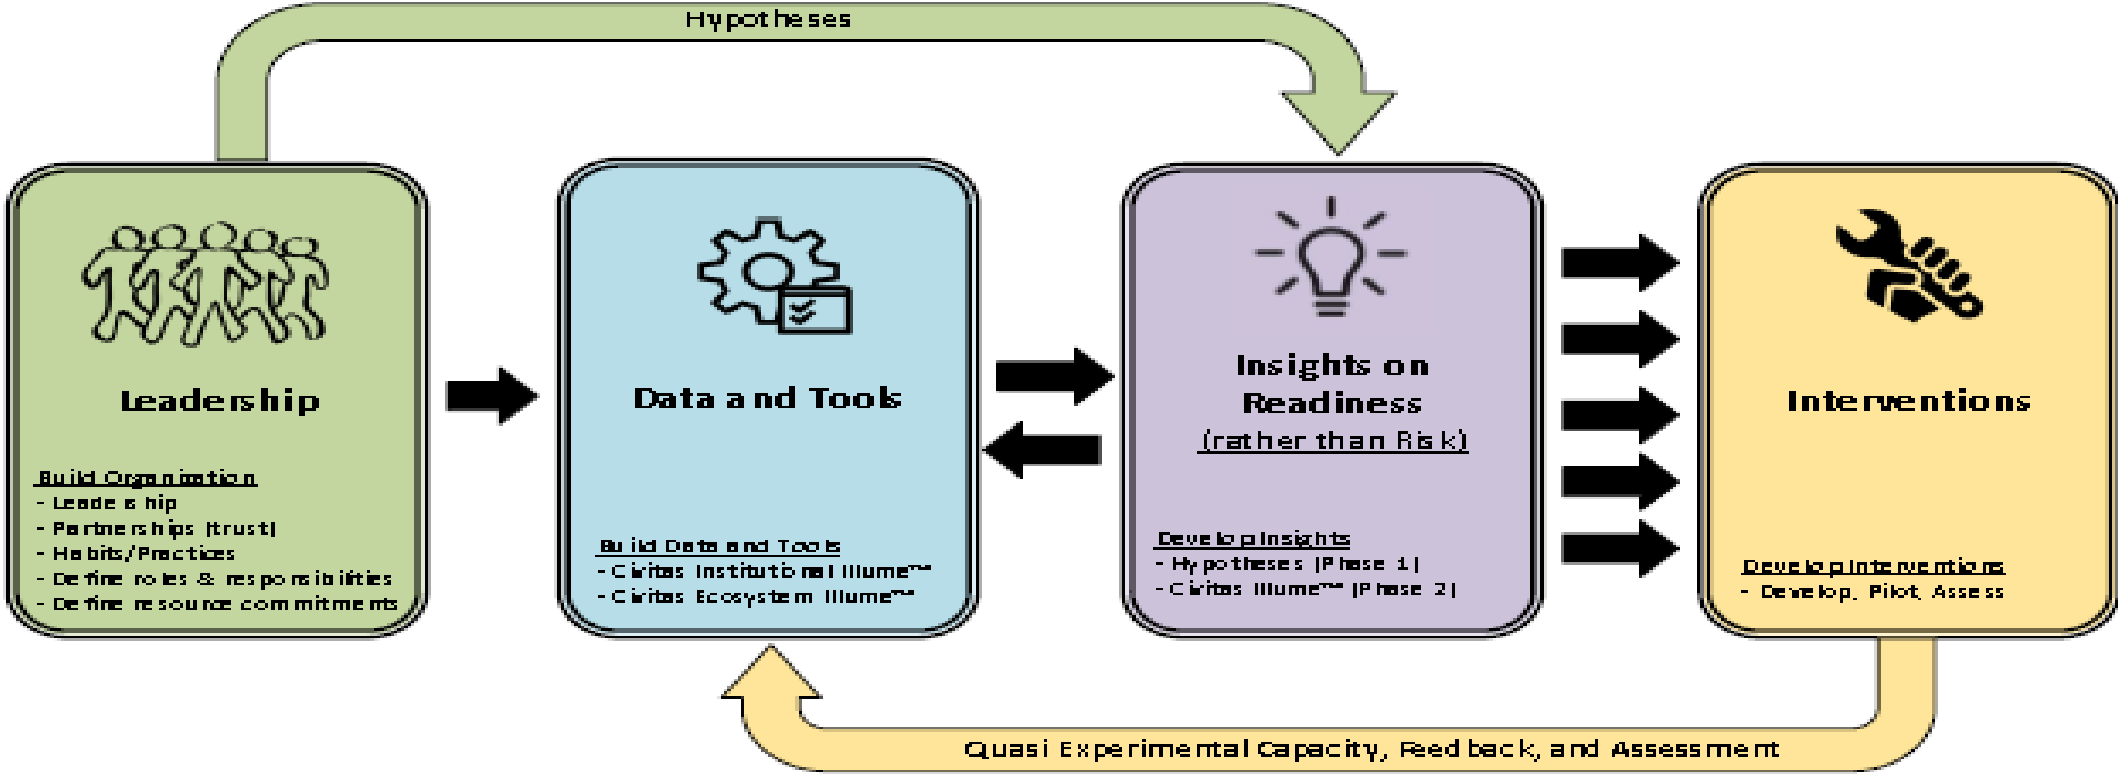 Hypotheses
Leadership
Build Organization
- Leadership
- Partnerships (trust)
- Habits/Practices
- Define roles & responsibilities
- Define resource commitments
Data and Tools
Build Data and Tools
- Civitas Institutional Illume™
- Civitas Ecosystem Illume™
Insights on
Readiness
(rather than Risk)
Develop Insights
- Hypotheses (Phase 1)
- Civitas Illume™ (Phase 2)
Interventions
Develop Interventions
- Develop, Pilot, Assess
Quasi Experimental Capacity, Feedback, and Assessment